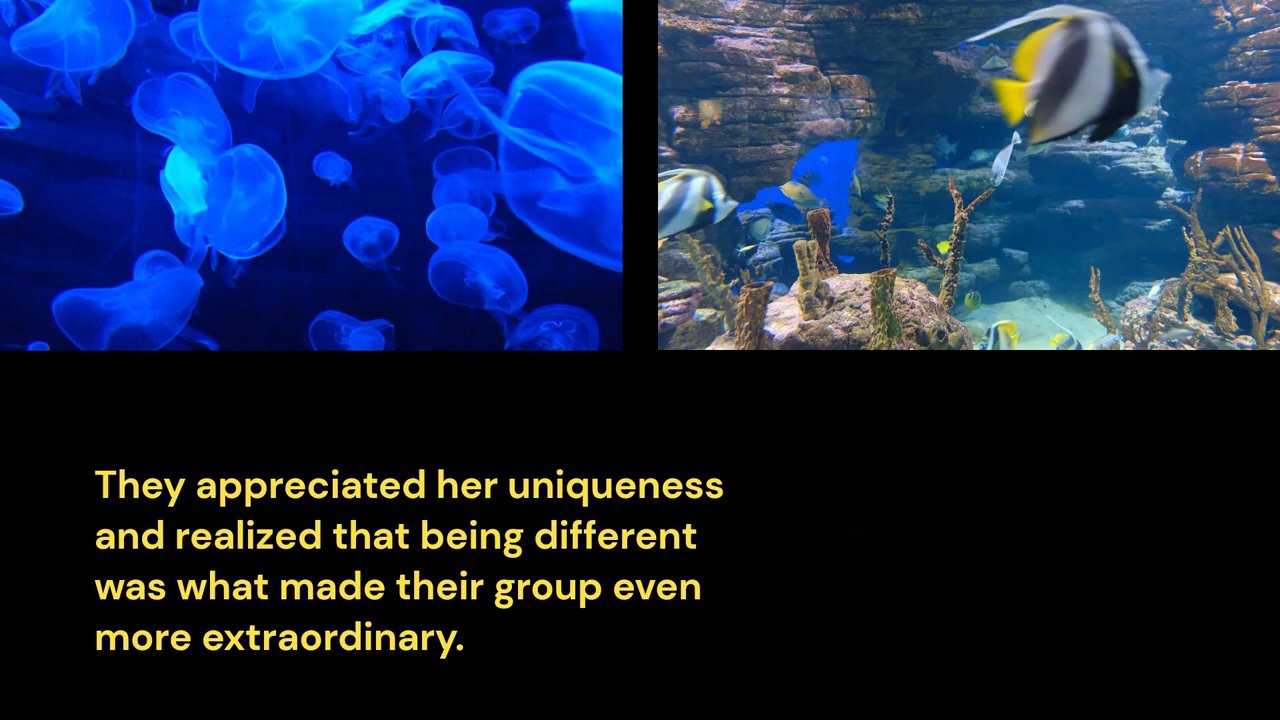 They appreciated her uniqueness
and realized that being different
was what made their group even
more extraordinary.